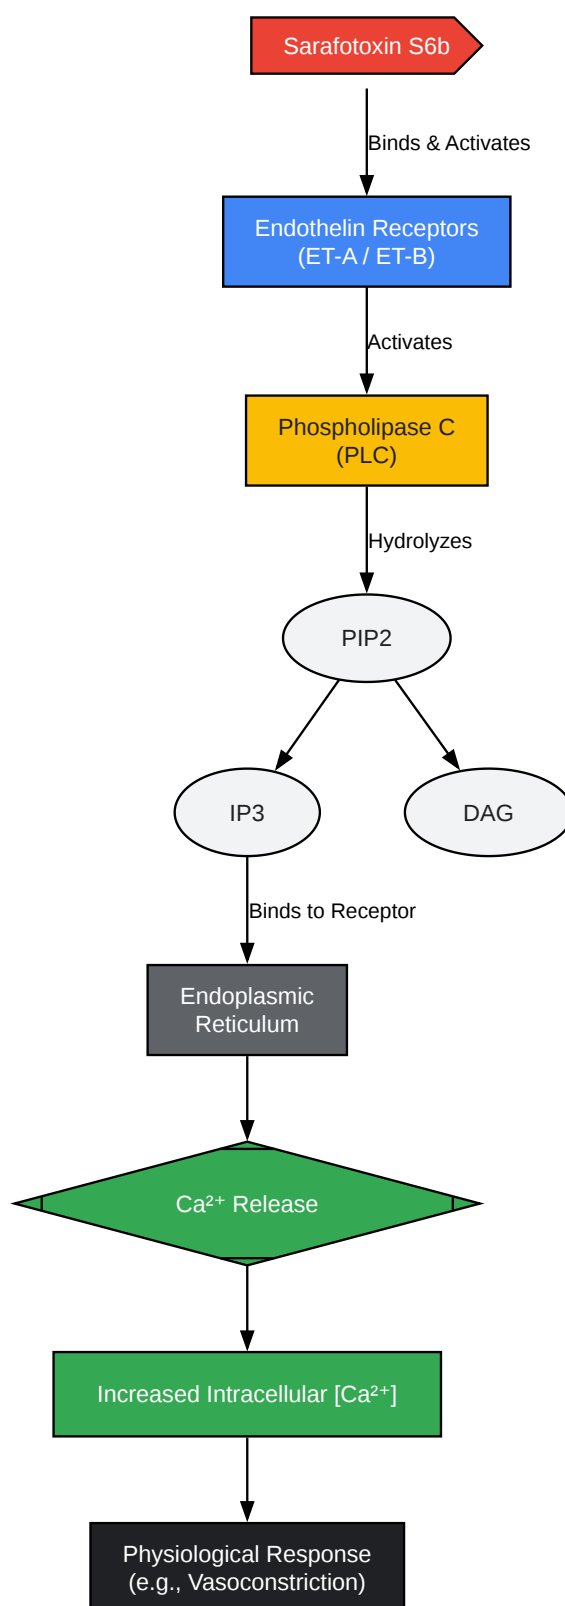 Sarafotoxin S6b
Binds & Activates
Endothelin Receptors
(ET-A / ET-B)
Activates
Phospholipase C
(PLC)
Hydrolyzes
PIP2
IP3
DAG
Binds to Receptor
Endoplasmic
Reticulum
Ca²⁺ Release
Increased Intracellular [Ca²⁺]
Physiological Response
(e.g., Vasoconstriction)